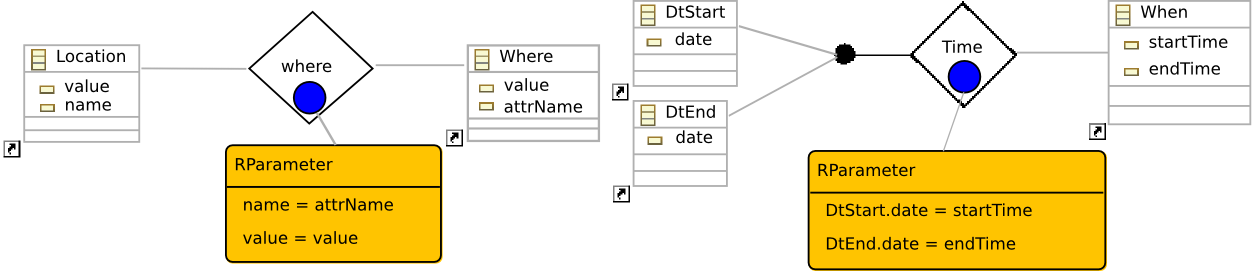 Location
value
name
where
Where
value
attrName
RParameter
name = attrName
value = value
DtStart
date
DtEnd
date
Time
When
startTime
endTime
RParameter
DtStart.date = startTime
DtEnd.date = endTime